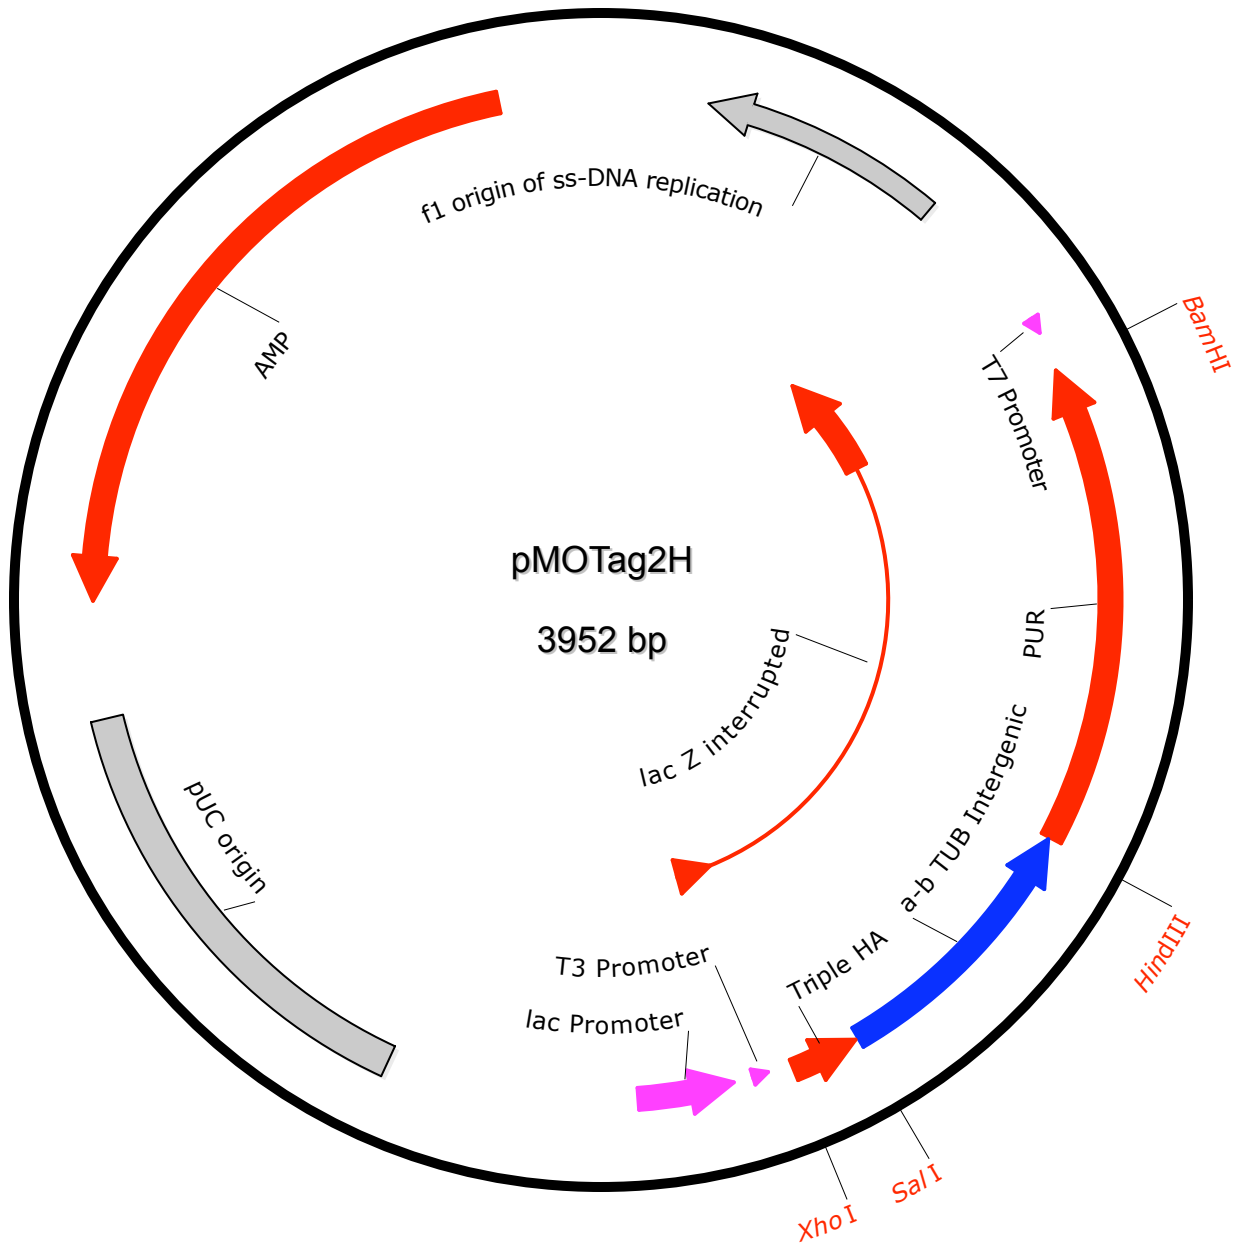 f1 origin of ss-DNA replication
AMP
BamHI
T7 Promoter
pMOTag2H
3952 bp
PUR
lac Z interrupted
a-b TUB Intergenic
pUC origin
HindIII
Triple HA
T3 Promoter
lac Promoter
Sal I
Xho I